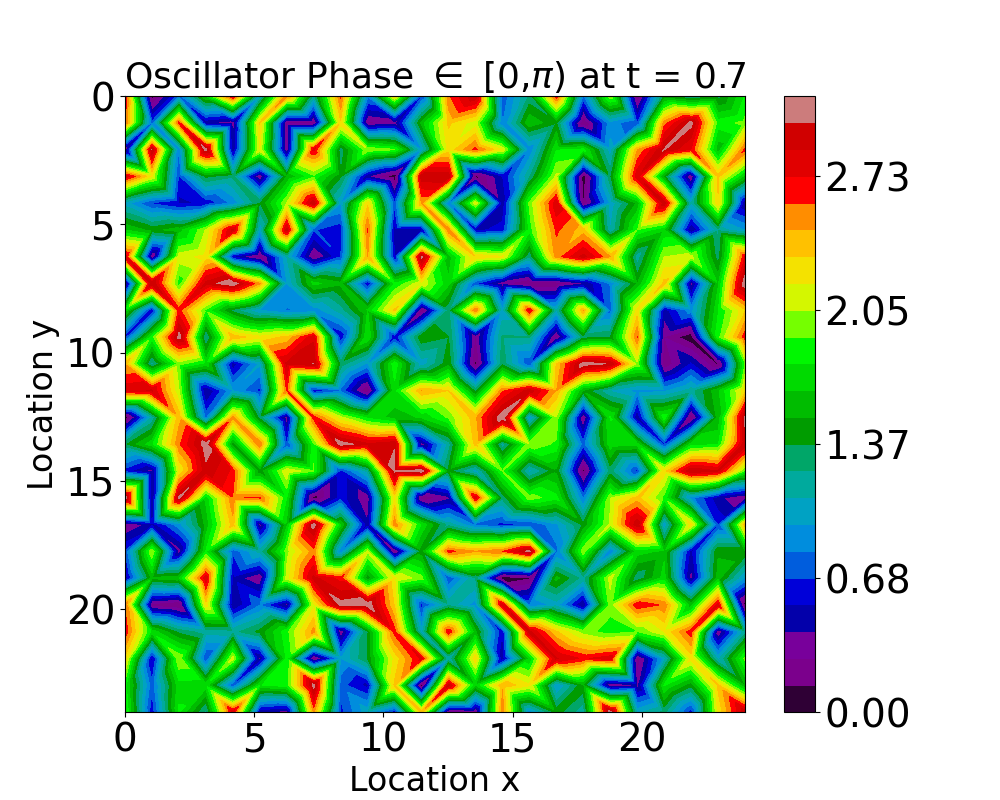 Oscillator Phase ∈ [0,π) at t = 0.7
0
5
10
15
20
Location y
0 5 10 15 20
Location x
2.73
2.05
1.37
0.68
0.00